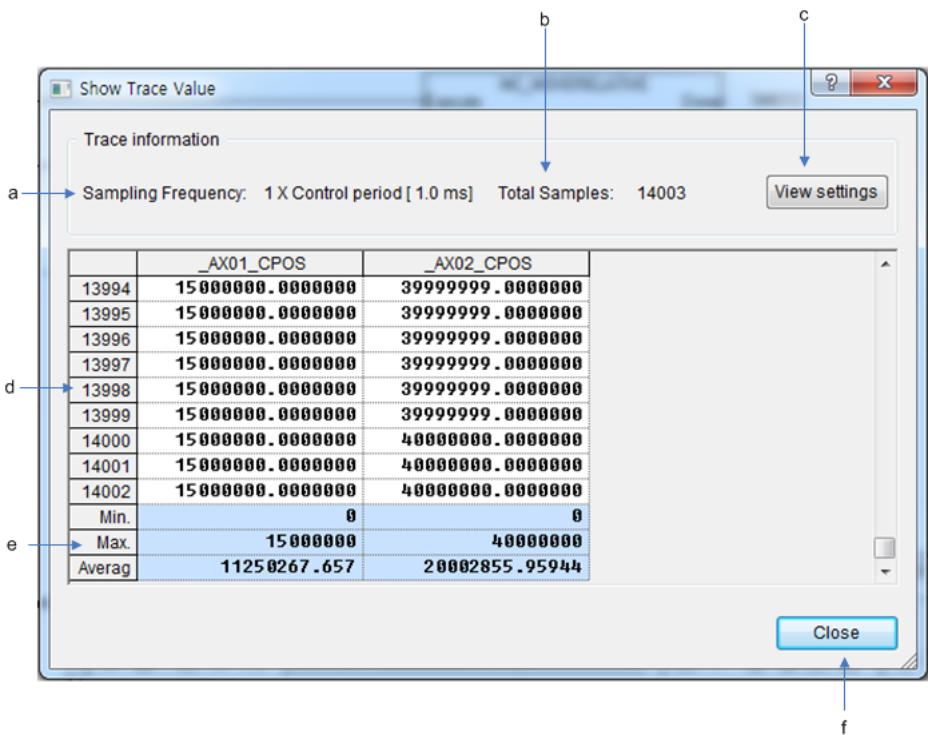 b
c
Show Trace Value
Trace information
a
Sampling Frequency: 1 X Control period [ 1.0 ms] Total Samples: 14003 View settings
_AX01_CPOS _AX02_CPOS
13994 15000000.0000000 39999999.0000000
13995 15000000.0000000 39999999.0000000
13996 15000000.0000000 39999999.0000000
13997 15000000.0000000 39999999.0000000
d
13998 15000000.0000000 39999999.0000000
13999 15000000.0000000 39999999.0000000
14000 15000000.0000000 40000000.0000000
14001 15000000.0000000 40000000.0000000
14002 15000000.0000000 40000000.0000000
Min. 0 0
e
Max. 15000000 40000000
Averag 11250267.657 20002855.95944
Close
f